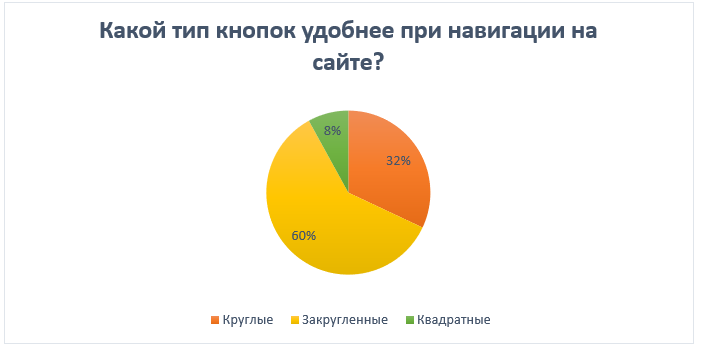 Какой тип кнопок удобнее при навигации на
сайте?
8%
32%
60%
Круглые Закругленные Квадратные